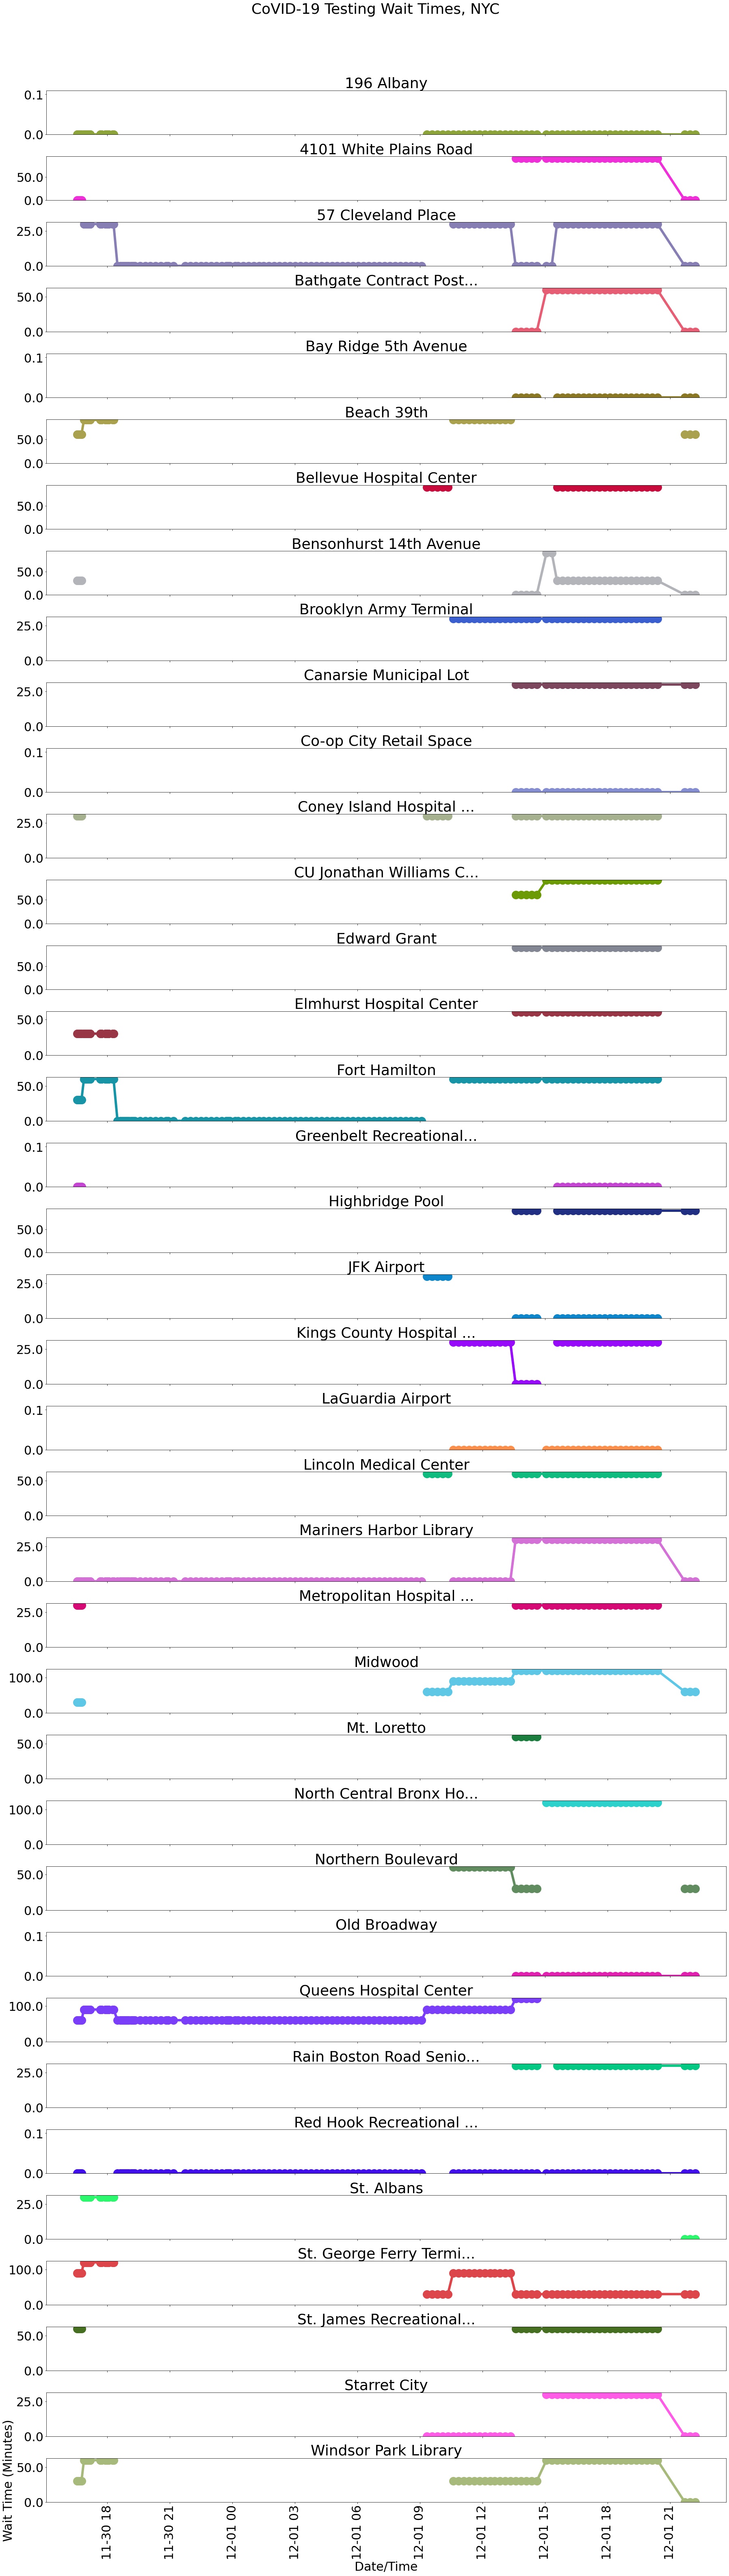 CoVID-19 Testing Wait Times, NYC
196 Albany
0.1
0.0
4101 White Plains Road
50.0
0.0
57 Cleveland Place
25.0
0.0
Bathgate Contract Post...
50.0
0.0
Bay Ridge 5th Avenue
0.1
0.0
Beach 39th
50.0
0.0
Bellevue Hospital Center
50.0
0.0
Bensonhurst 14th Avenue
50.0
0.0
Brooklyn Army Terminal
25.0
0.0
Canarsie Municipal Lot
25.0
0.0
Co-op City Retail Space
0.1
0.0
Coney Island Hospital ...
25.0
0.0
CU Jonathan Williams C...
50.0
0.0
Edward Grant
50.0
0.0
Elmhurst Hospital Center
50.0
0.0
Fort Hamilton
50.0
0.0
Greenbelt Recreational...
0.1
0.0
Highbridge Pool
50.0
0.0
JFK Airport
25.0
0.0
Kings County Hospital ...
25.0
0.0
LaGuardia Airport
0.1
0.0
Lincoln Medical Center
50.0
0.0
Mariners Harbor Library
25.0
0.0
Metropolitan Hospital ...
25.0
0.0
Midwood
100.0
0.0
Mt. Loretto
50.0
0.0
North Central Bronx Ho...
100.0
0.0
Northern Boulevard
50.0
0.0
Old Broadway
0.1
0.0
Queens Hospital Center
100.0
0.0
Rain Boston Road Senio...
25.0
0.0
Red Hook Recreational ...
0.1
0.0
St. Albans
25.0
0.0
St. George Ferry Termi...
100.0
0.0
St. James Recreational...
50.0
0.0
Starret City
25.0
0.0
Windsor Park Library
50.0
0.0
Wait Time (Minutes)
11-30 18
11-30 21
12-01 00
12-01 03
12-01 06
12-01 09
12-01 12
12-01 15
12-01 18
12-01 21
Date/Time